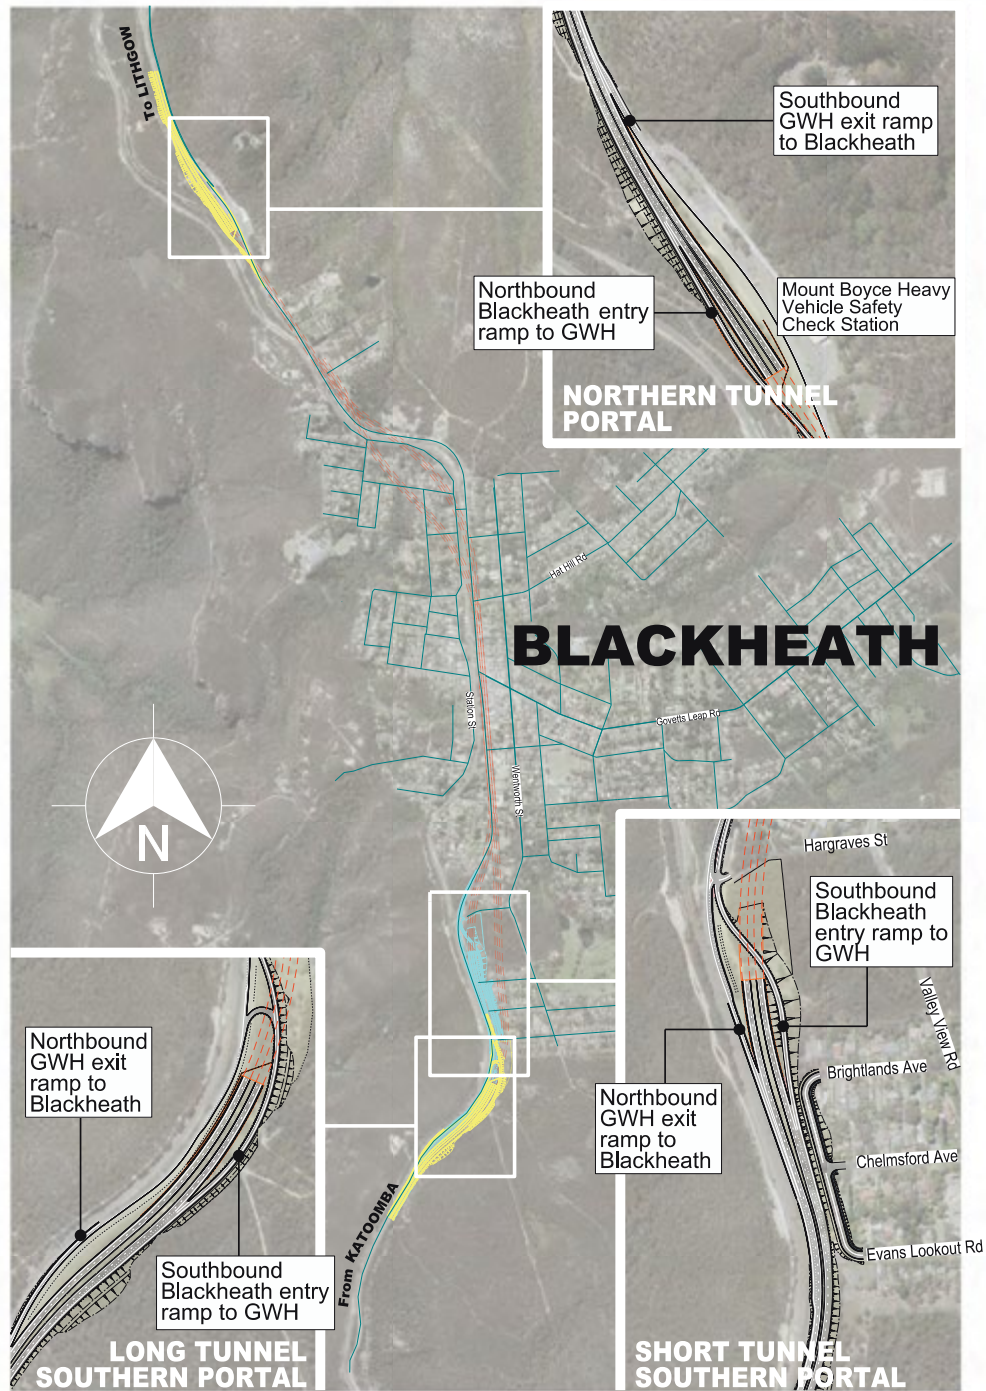 To LITHGOW
Southbound
GWH exit ramp
to Blackheath
Northbound
Blackheath entry
ramp to GWH
Mount Boyce Heavy
Vehicle Safety
Check Station
NORTHERN TUNNEL
PORTAL
Hat Hill Rd
BLACKHEATH
Station St
Govetts Leap Rd
Wentworth St
N
Hargraves St
Southbound
Blackheath
entry ramp to
GWH
Valley View Rd
Brightlands Ave
Northbound
GWH exit
ramp to
Blackheath
Chelmsford Ave
Evans Lookout Rd
SHORT TUNNEL
SOUTHERN PORTAL
Northbound
GWH exit
ramp to
Blackheath
Southbound
Blackheath entry
ramp to GWH
From KATOOMBA
LONG TUNNEL
SOUTHERN PORTAL